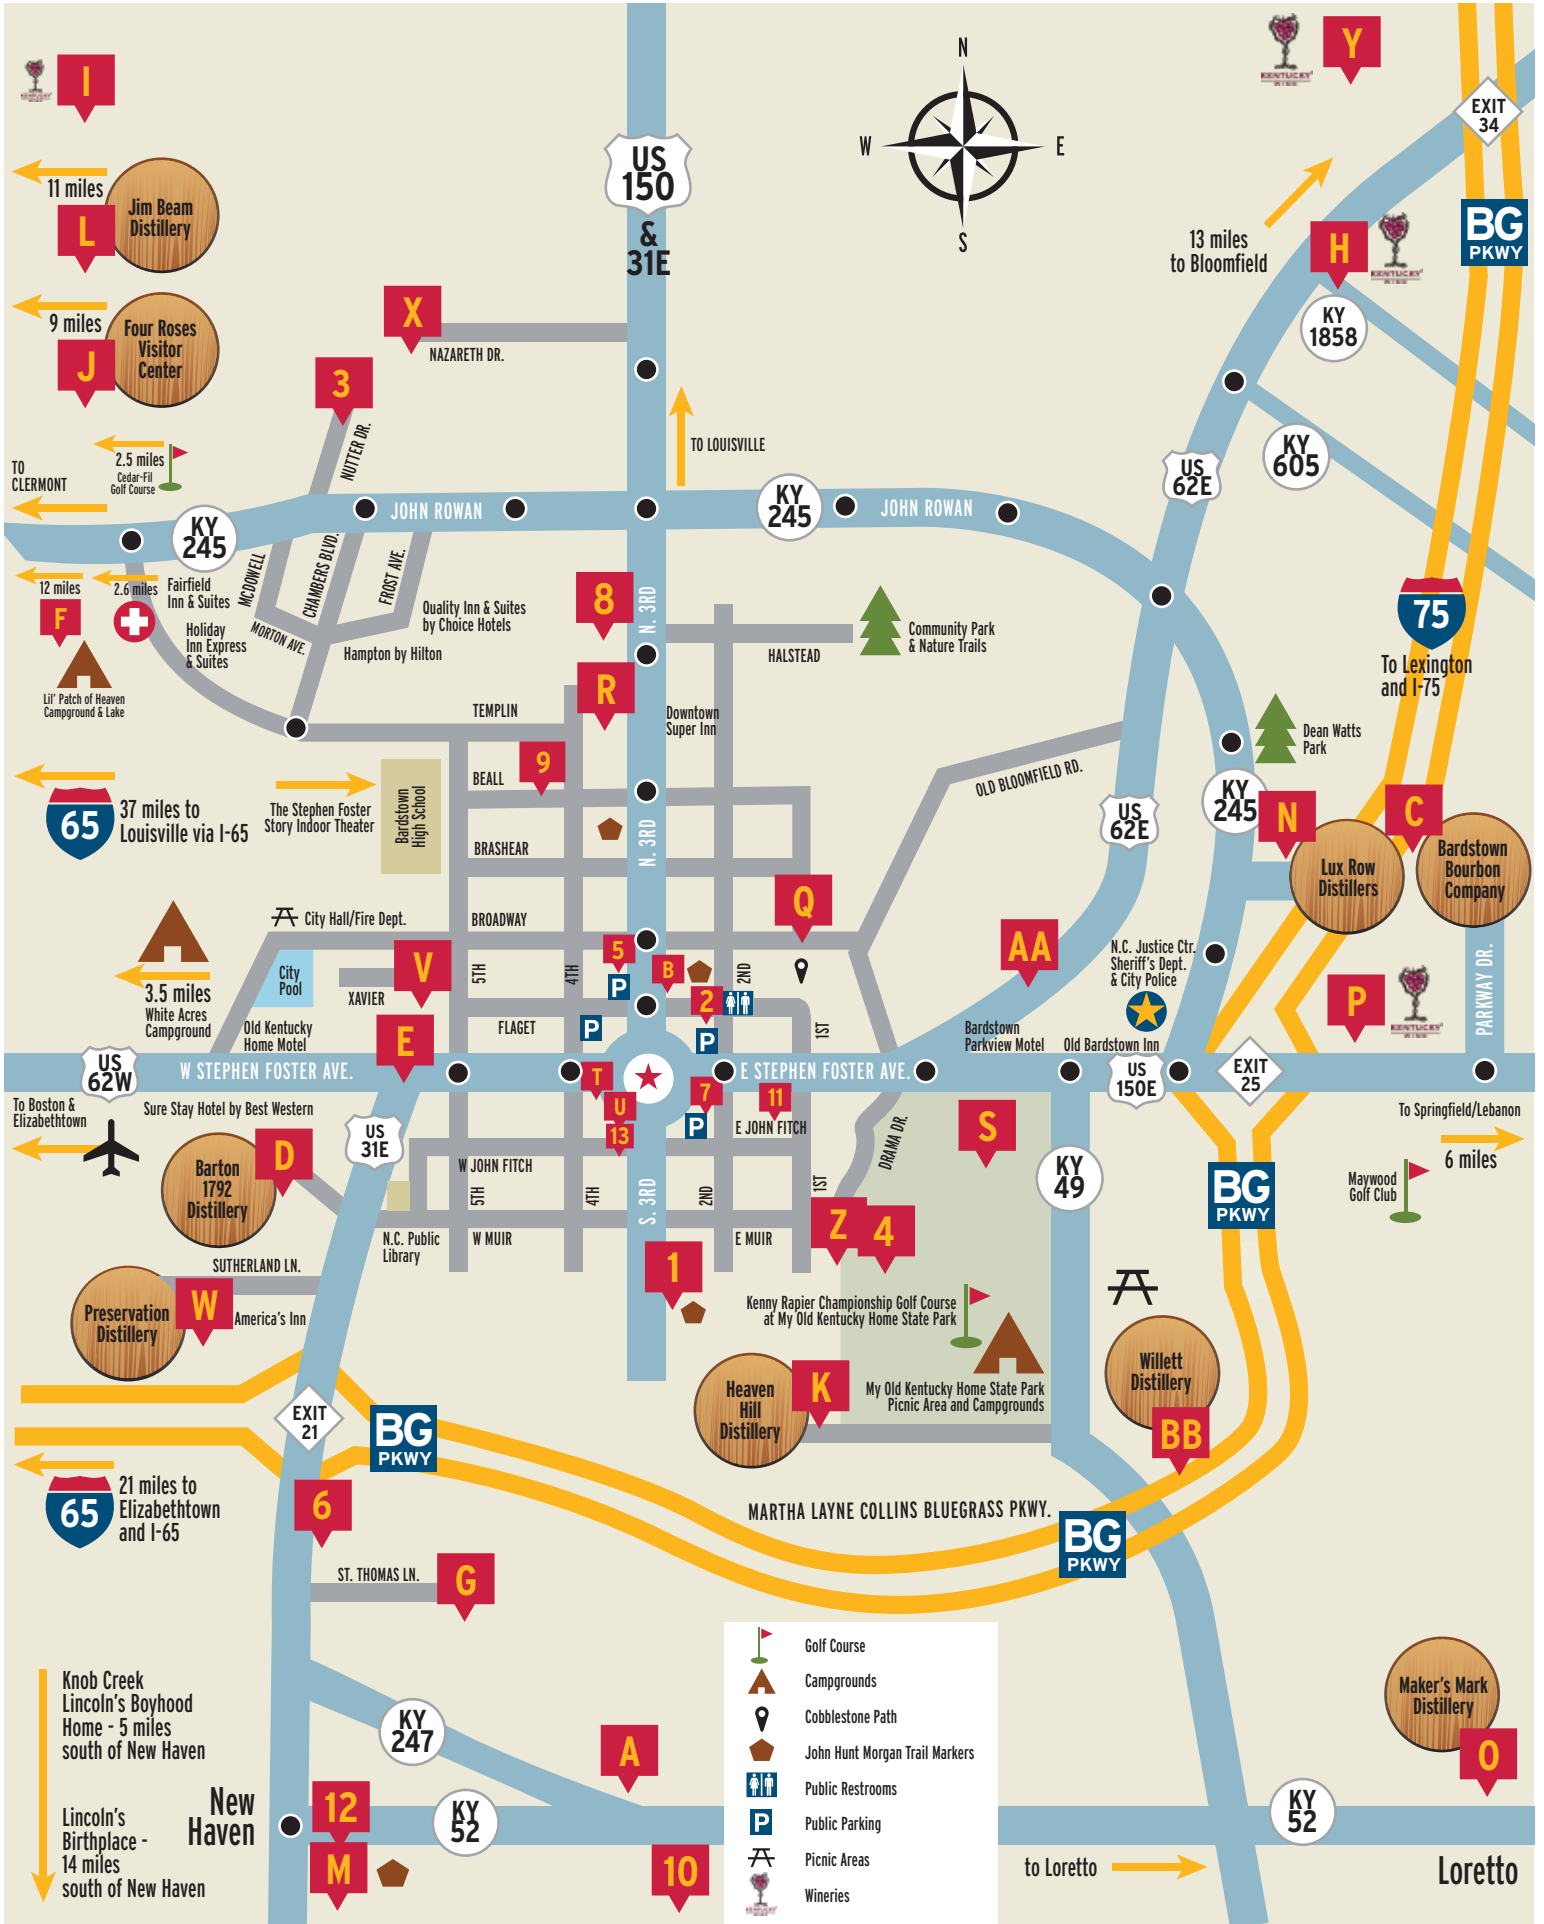 I
Y
N
W
E
S
EXIT
34
US
150
&
31E
11 miles
L
Jim Beam
Distillery
BG
PKWY
13 miles
to Bloomfield
H
KENTUCKY
KY
1858
9 miles
J
Four Roses
Visitor
Center
X
NAZARETH DR.
3
NUTTER DR.
TO LOUISVILLE
2.5 miles
Cedar-Fil
Golf Course
TO
CLERMONT
KY
605
US
62E
KY
245
JOHN ROWAN
KY
245
JOHN ROWAN
MCDOWELL
CHAMBERS BLVD.
FROST AVE.
MORTON AVE.
12 miles
F
2.6 miles
Fairfield
Inn & Suites
Holiday
Inn Express
& Suites
Quality Inn & Suites
by Choice Hotels
Hampton by Hilton
Lil' Patch of Heaven
Campground & Lake
8
N. 3RD
R
HALSTEAD
Community Park
& Nature Trails
75
To Lexington
and I-75
TEMPLIN
Downtown
Super Inn
9
BEALL
OLD BLOOMFIELD RD.
Dean Watts
Park
65
37 miles to
Louisville via I-65
The Stephen Foster
Story Indoor Theater
Bardstown
High School
N. 3RD
BRASHEAR
US
62E
KY
245
N
C
Lux Row
Distillers
Bardstown
Bourbon
Company
City Hall/Fire Dept.
BROADWAY
Q
3.5 miles
White Acres
Campground
City
Pool
V
XAVIER
5TH
4TH
5
P
B
2ND
2
AA
N.C. Justice Ctr.
Sheriff's Dept.
& City Police
P
KENTUCKY
PARKWAY DR.
Old Kentucky
Home Motel
E
FLAGET
P
P
1ST
Bardstown
Parkview Motel
Old Bardstown Inn
US
62W
W STEPHEN FOSTER AVE.
E STEPHEN FOSTER AVE.
US
150E
EXIT
25
To Boston &
Elizabethtown
Sure Stay Hotel by Best Western
T
U
13
7
P
11
E JOHN FITCH
DRAMA DR.
S
To Springfield/Lebanon
6 miles
US
31E
Barton
1792
Distillery
D
W JOHN FITCH
5TH
4TH
S. 3RD
2ND
1ST
KY
49
BG
PKWY
Maywood
Golf Club
N.C. Public
Library
W MUIR
E MUIR
Z
4
1
SUTHERLAND LN.
Preservation
Distillery
W
America's Inn
Kenny Rapier Championship Golf Course
at My Old Kentucky Home State Park
Willett
Distillery
BB
Heaven
Hill
Distillery
K
My Old Kentucky Home State Park
Picnic Area and Campgrounds
EXIT
21
BG
PKWY
65
21 miles to
Elizabethtown
and I-65
6
MARTHA LAYNE COLLINS BLUEGRASS PKWY.
BG
PKWY
ST. THOMAS LN.
G
Golf Course
Campgrounds
Cobblestone Path
John Hunt Morgan Trail Markers
Public Restrooms
P
Public Parking
Picnic Areas
Wineries
Knob Creek
Lincoln's Boyhood
Home - 5 miles
south of New Haven
Lincoln's
Birthplace -
14 miles
south of New Haven
New
Haven
KY
247
A
12
M
KY
52
10
Maker's Mark
Distillery
O
KY
52
to Loretto
Loretto